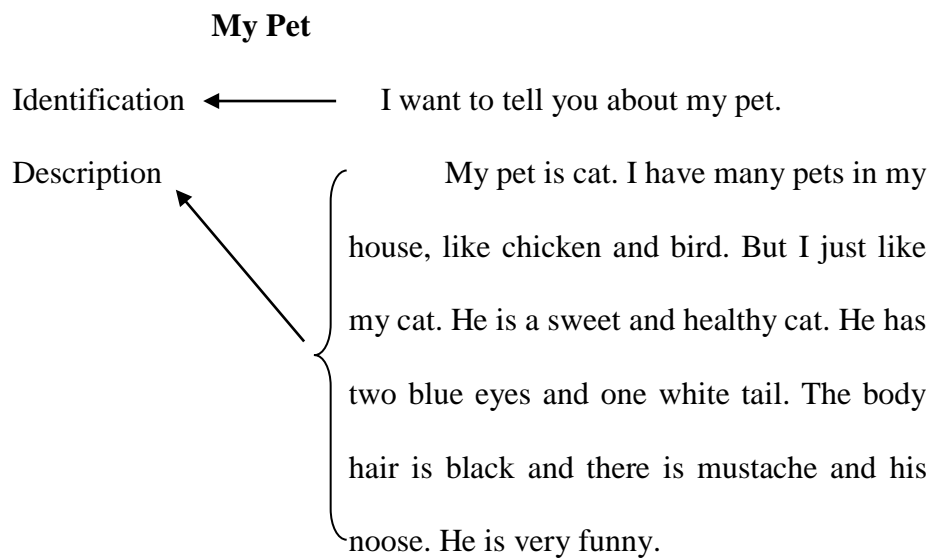 My Pet
Identification I want to tell you about my pet.
Description My pet is cat. I have many pets in my
house, like chicken and bird. But I just like
my cat. He is a sweet and healthy cat. He has
two blue eyes and one white tail. The body
hair is black and there is mustache and his
noose. He is very funny.